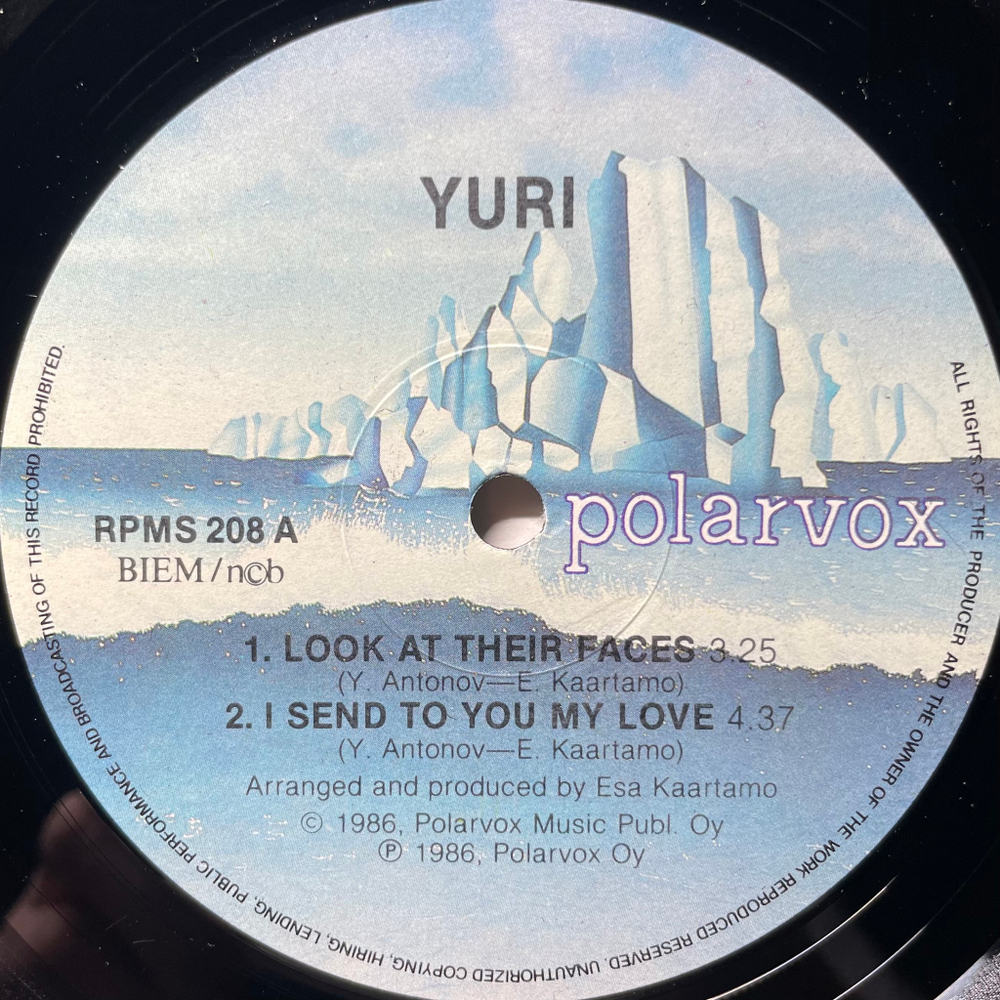 YURI
polarvox
RPMS 208 A
BIEM/n©b
1. LOOK AT THEIR FACES 3.25
(Y. Antonov—E. Kaartamo)
2. I SEND TO YOU MY LOVE 4.37
(Y. Antonov—E. Kaartamo)
Arranged and produced by Esa Kaartamo
© 1986, Polarvox Music Publ. Oy
℗ 1986, Polarvox Oy
ALL RIGHTS OF THE PRODUCER AND THE OWNER OF THE WORK REPRODUCED RESERVED. UNAUTHORIZED COPYING, HIRING, LENDING, PUBLIC PERFORMANCE AND BROADCASTING OF THIS RECORD PROHIBITED.